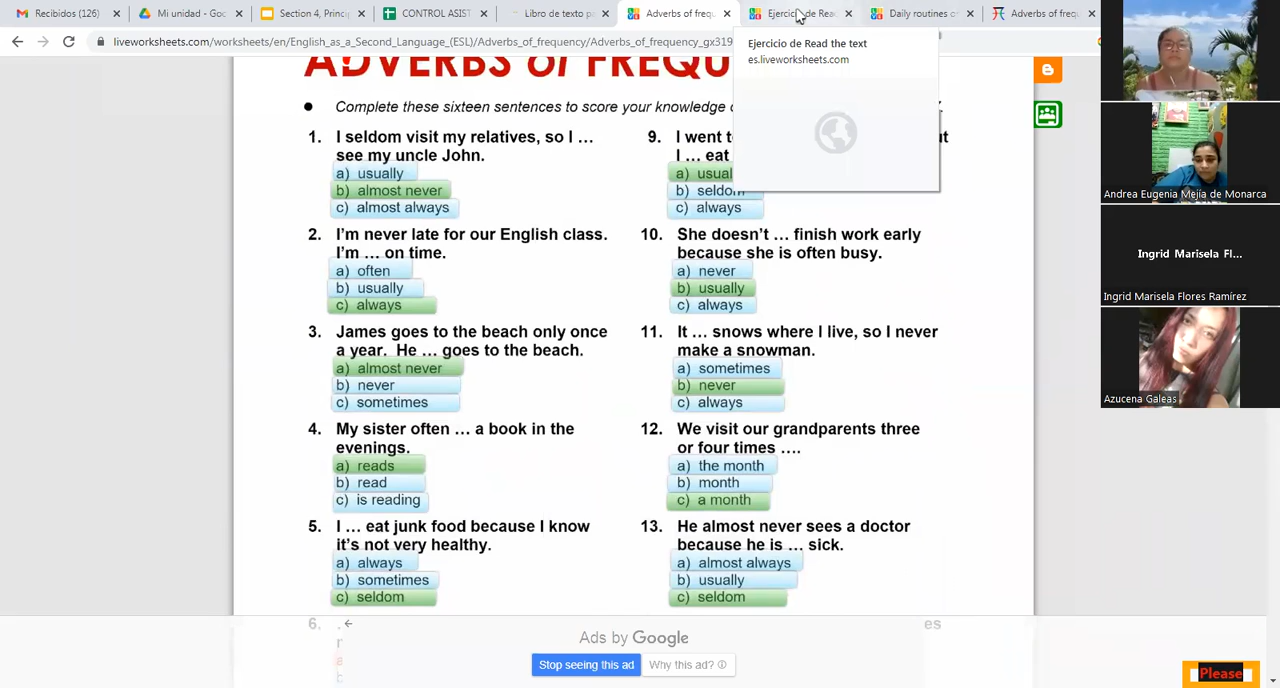 Recibidos (126)
Mi unidad - Goo
Section 4, Princi
CONTROL ASIST
Libro de texto p
Adverbs of frequ
Ejercicio de Rea
Daily routines o
Adverbs of frequ
liveworksheets.com/worksheets/en/English_as_a_Second_Language_(ESL)/Adverbs_of_frequency/Adverbs_of_frequency_gx319
Ejercicio de Read the text
es.liveworksheets.com
ADVERBS of FREQU
Complete these sixteen sentences to score your knowledge
1. I seldom visit my relatives, so I …
see my uncle John.
a) usually
b) almost never
c) almost always
2. I'm never late for our English class.
I'm … on time.
a) often
b) usually
c) always
3. James goes to the beach only once
a year. He … goes to the beach.
a) almost never
b) never
c) sometimes
4. My sister often … a book in the
evenings.
a) reads
b) read
c) is reading
5. I … eat junk food because I know
it's not very healthy.
a) always
b) sometimes
c) seldom
6.
9. I went t
I … eat
a) usual
b) seldom
c) always
10. She doesn't … finish work early
because she is often busy.
a) never
b) usually
c) always
11. It … snows where I live, so I never
make a snowman.
a) sometimes
b) never
c) always
12. We visit our grandparents three
or four times ….
a) the month
b) month
c) a month
13. He almost never sees a doctor
because he is … sick.
a) almost always
b) usually
c) seldom
es
Ads by Google
Stop seeing this ad
Why this ad?
Please
Andrea Eugenia Mejia de Monarca
Ingrid Marisela Fl...
Ingrid Marisela Flores Ramírez
Azucena Galeas